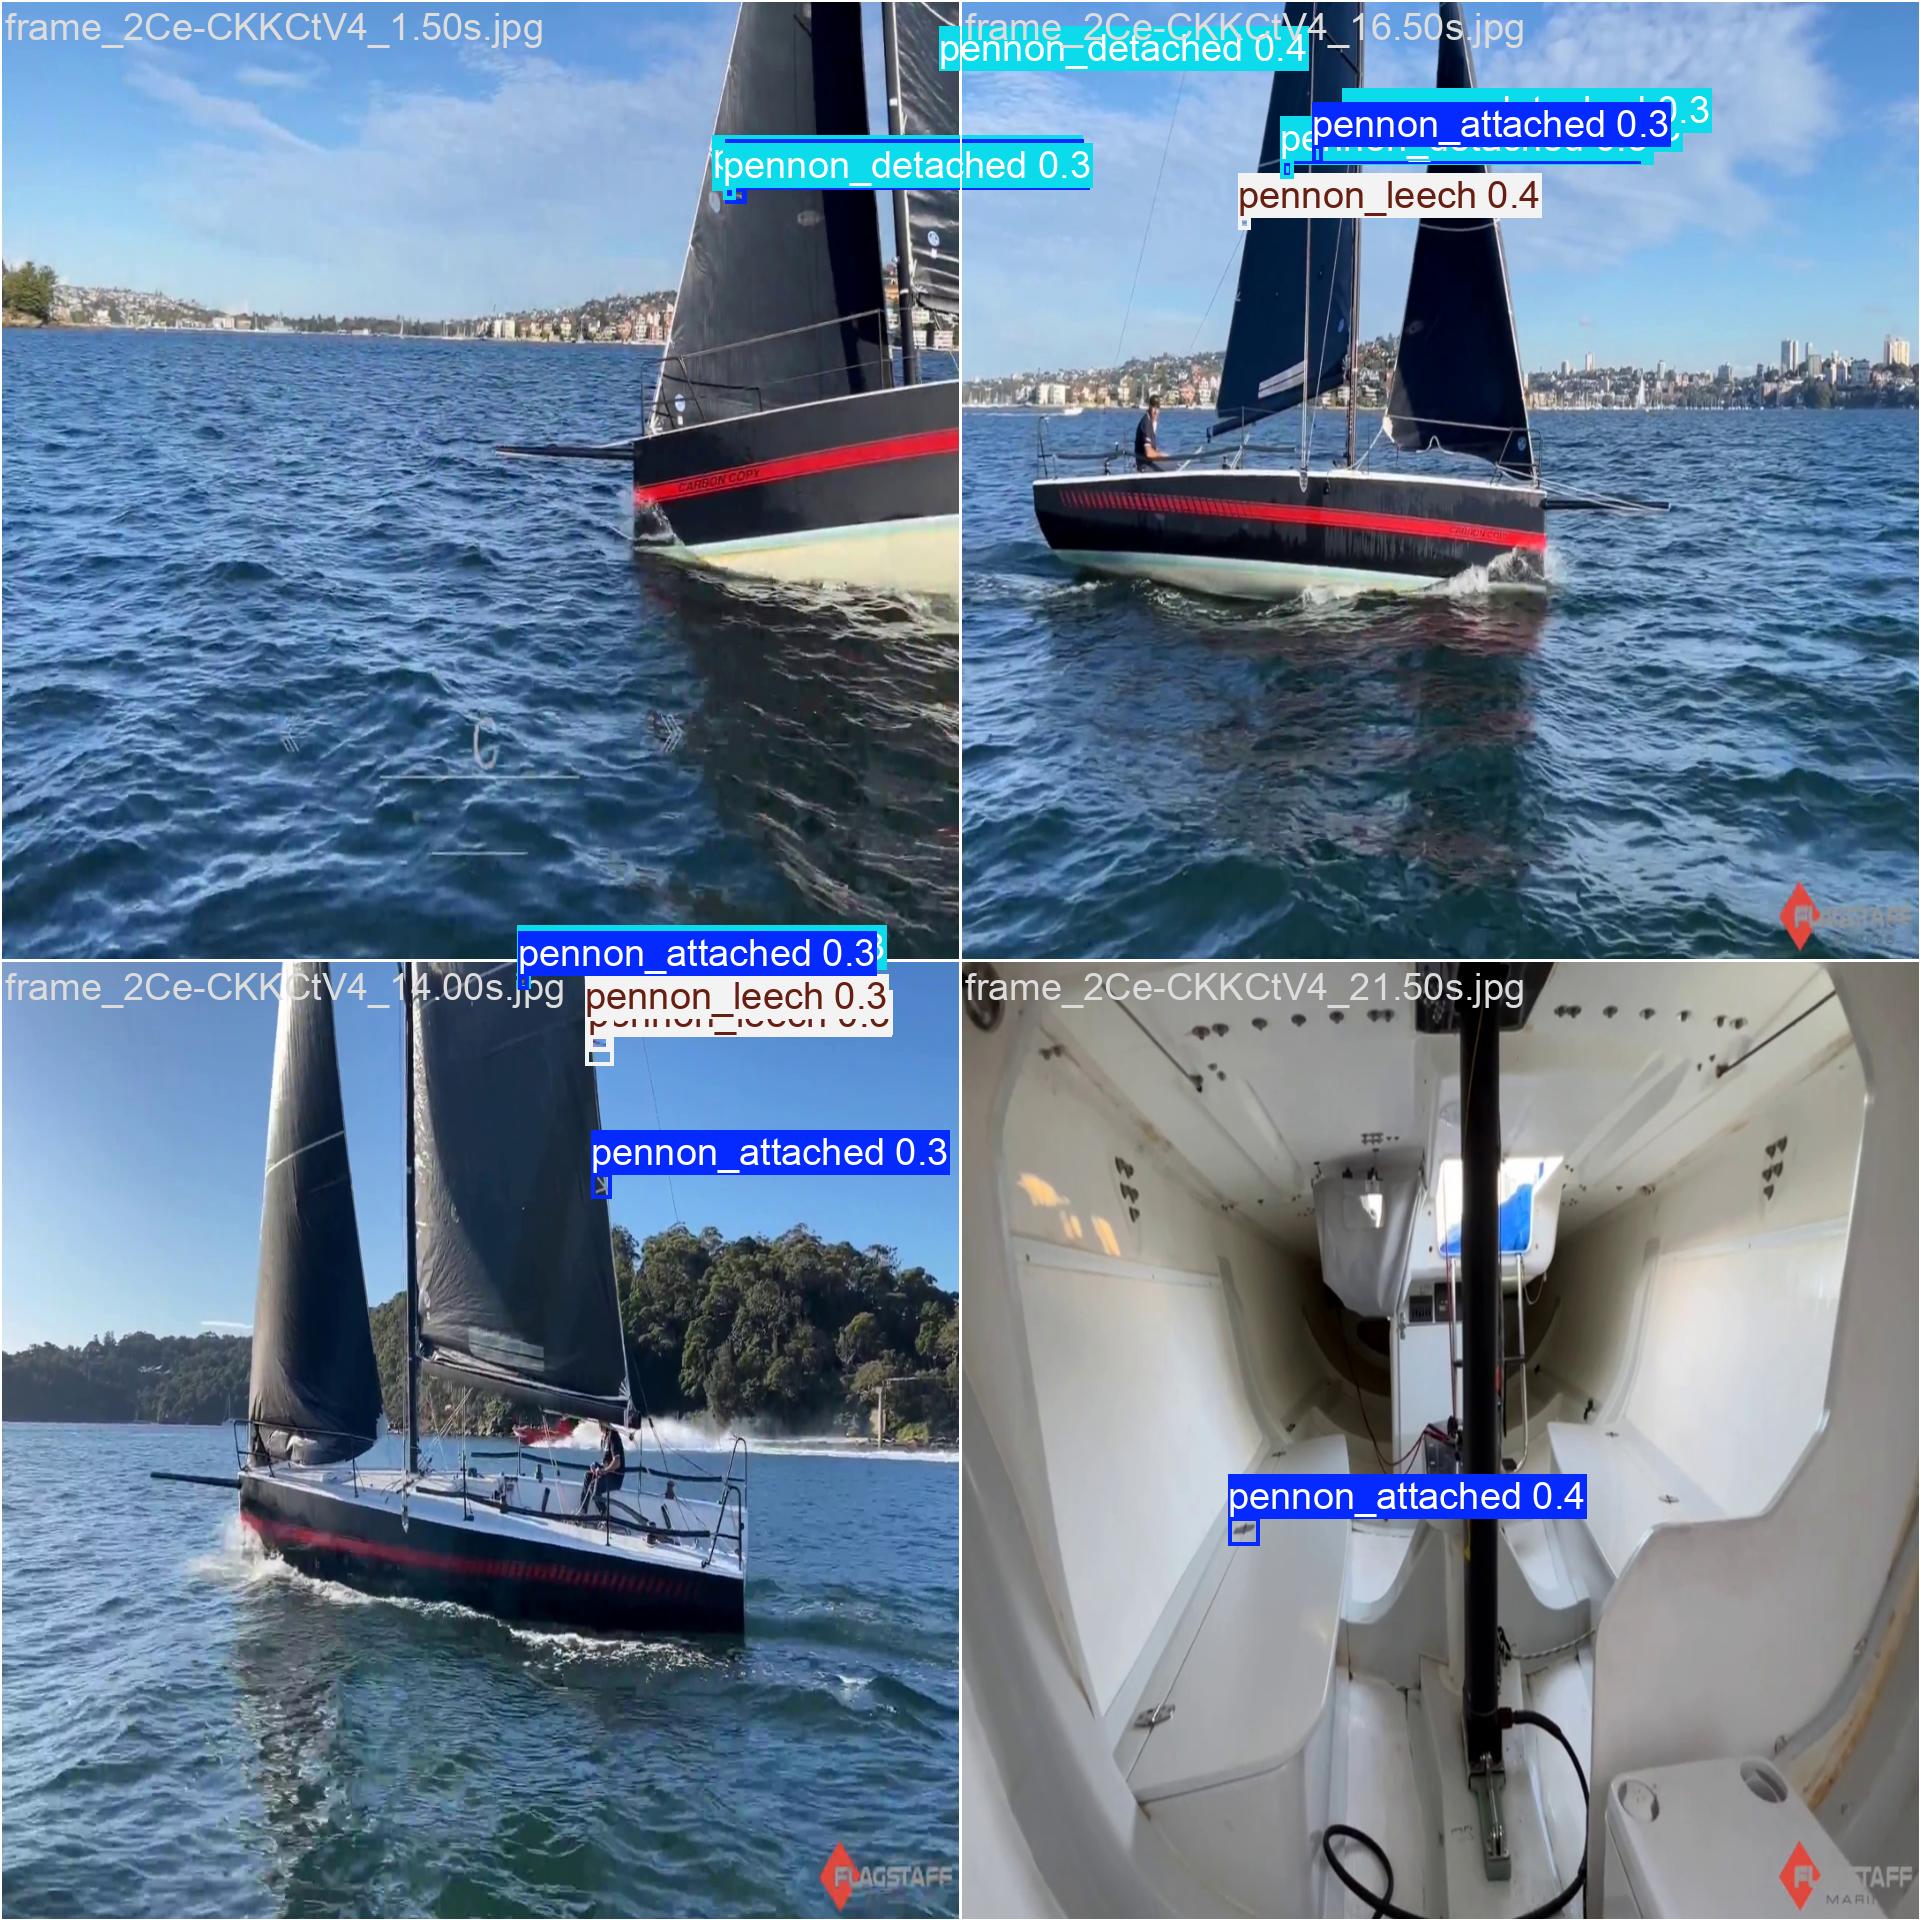 frame_2Ce-CKKCtV4_1.50s.jpg
pennon_detached 0.3
CARBON COPY
frame_2Ce-CKKCtV4_16.50s.jpg
pennon_detached 0.4
pennon_attached 0.3
pennon_leech 0.4
frame_2Ce-CKKCtV4_14.00s.jpg
pennon_attached 0.3
pennon_leech 0.3
pennon_attached 0.3
FLAGSTAFF
frame_2Ce-CKKCtV4_21.50s.jpg
pennon_attached 0.4